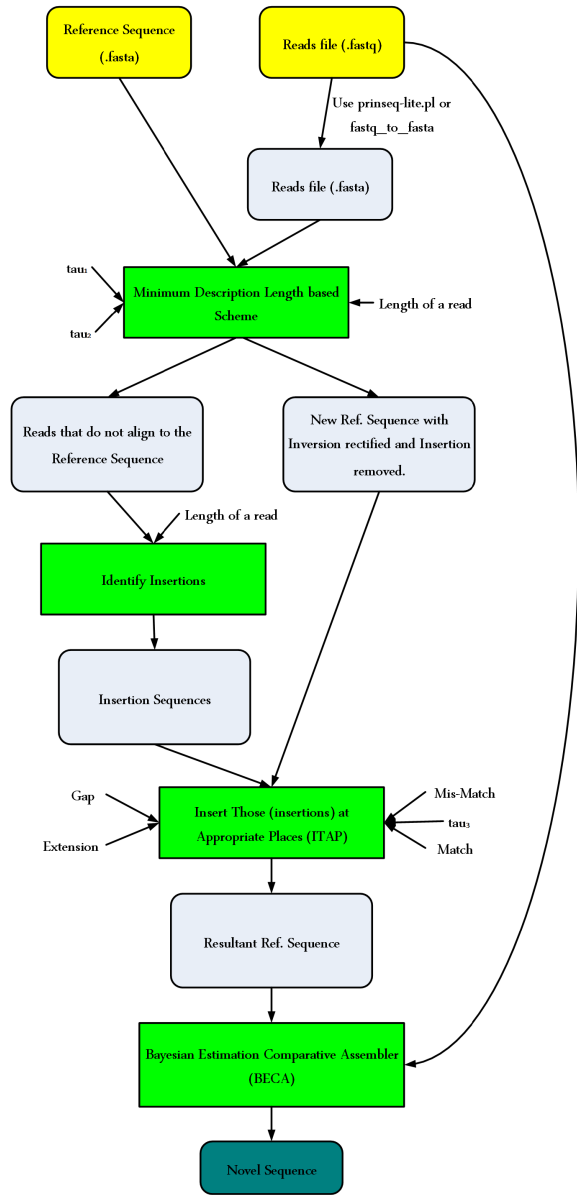 Reference Sequence
(.fasta)
Reads file (.fastq)
Use prinseq-lite.pl or
fastq_to_fasta
Reads file (.fasta)
tau₁
tau₂
Minimum Description Length based
Scheme
Length of a read
Reads that do not align to the
Reference Sequence
New Ref. Sequence with
Inversion rectified and Insertion
removed.
Length of a read
Identify Insertions
Insertion Sequences
Gap
Extension
Insert Those (insertions) at
Appropriate Places (ITAP)
Mis-Match
tau₃
Match
Resultant Ref. Sequence
Bayesian Estimation Comparative Assembler
(BECA)
Novel Sequence